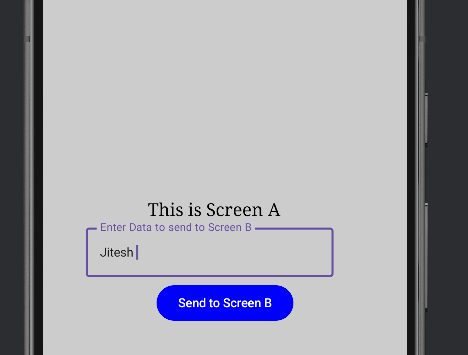 This is Screen A
Enter Data to send to Screen B
Jitesh
Send to Screen B